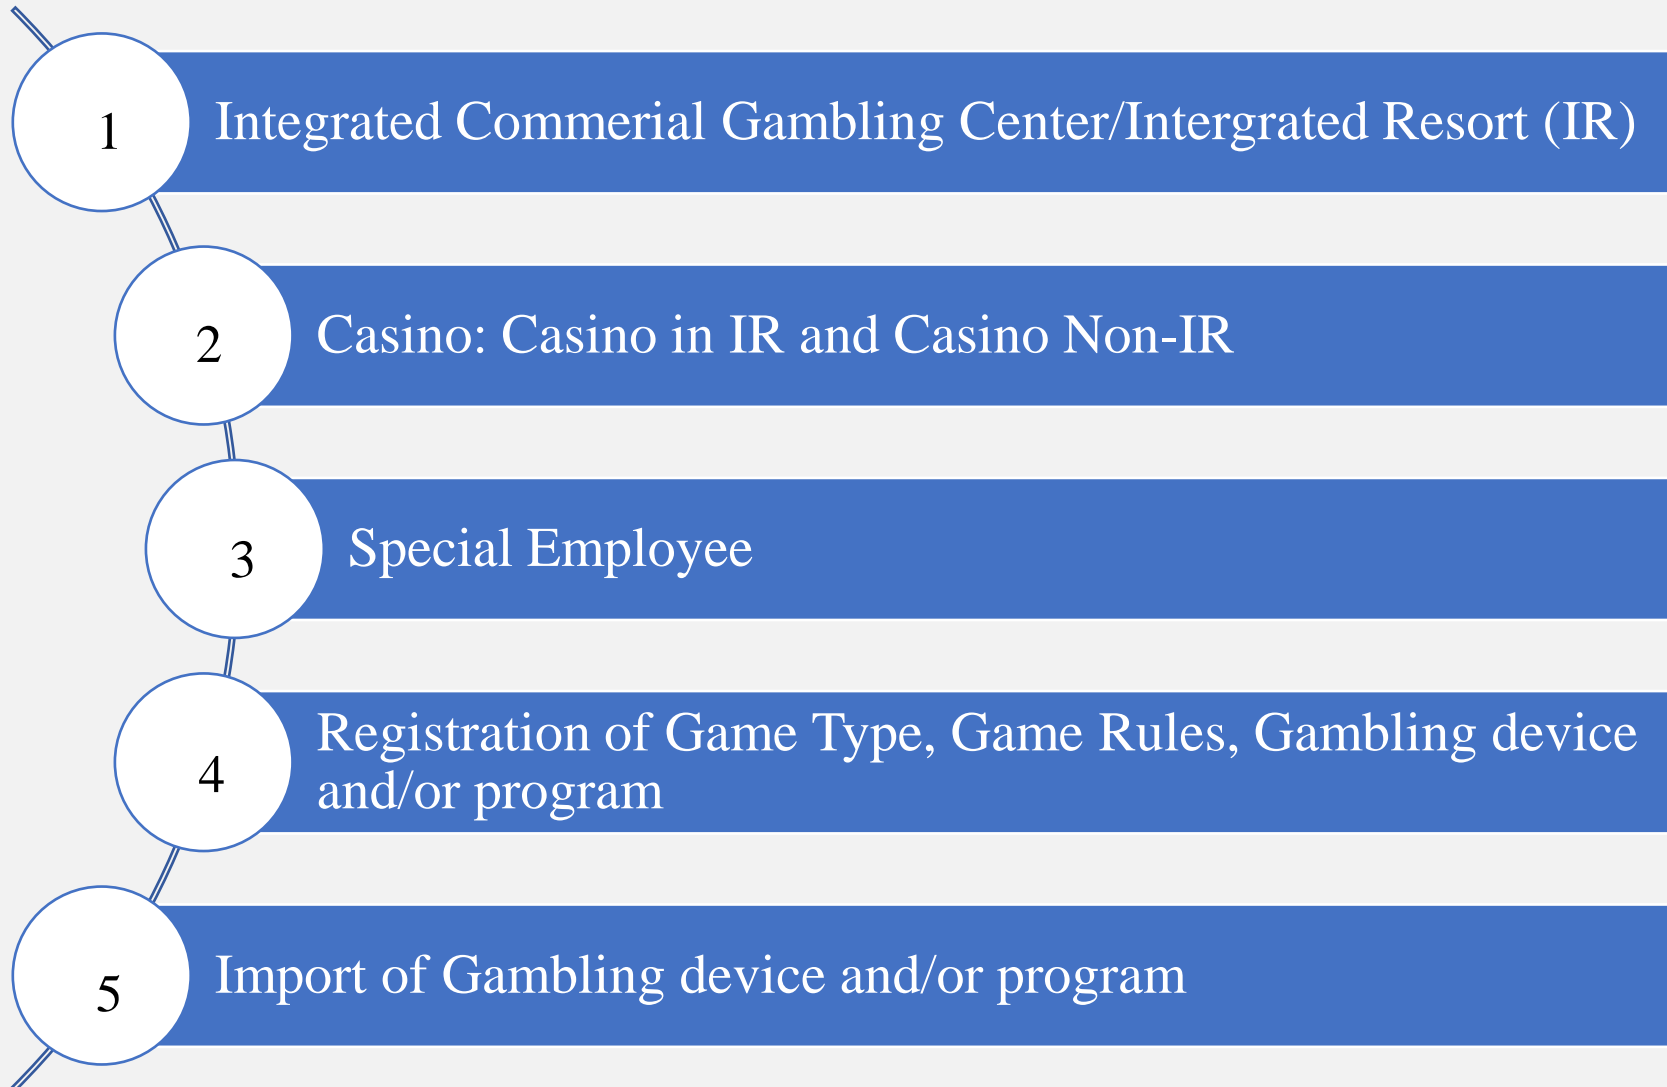 1
Integrated Commerial Gambling Center/Intergrated Resort (IR)
2
Casino: Casino in IR and Casino Non-IR
3
Special Employee
4
Registration of Game Type, Game Rules, Gambling device
and/or program
5
Import of Gambling device and/or program